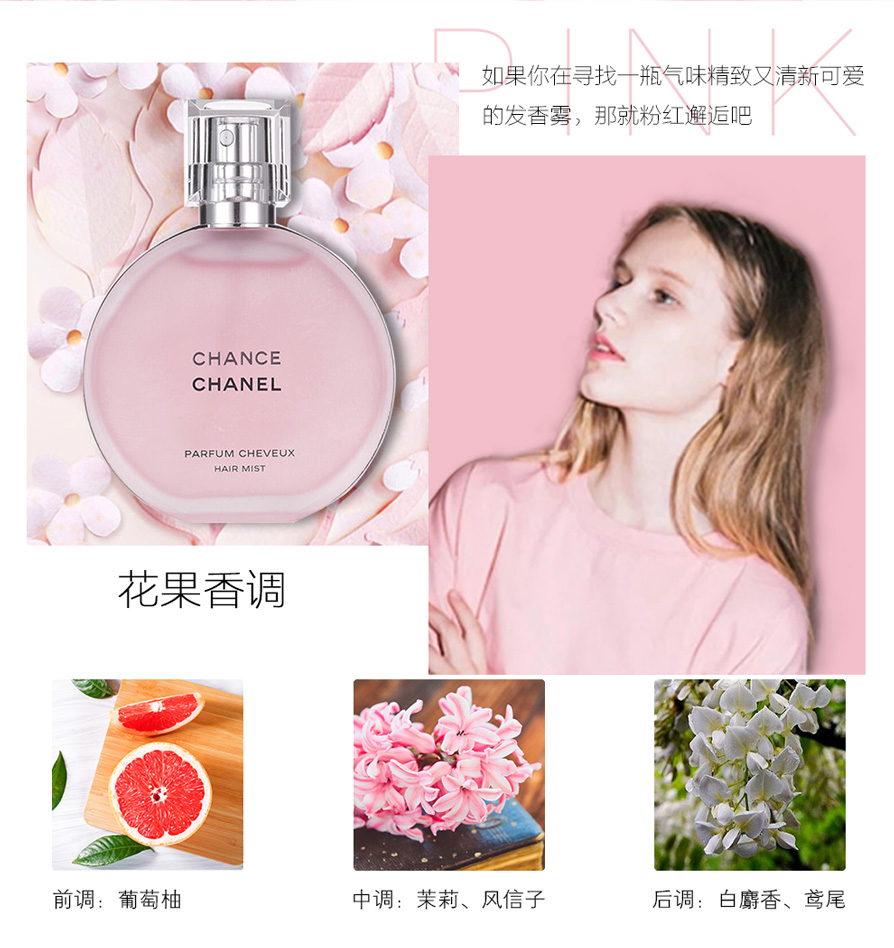 PINK
如果你在寻找一瓶气味精致又清新可爱
的发香雾，那就粉红邂逅吧
CHANCE
CHANEL
PARFUM CHEVEUX
HAIR MIST
花果香调
前调：葡萄柚
中调：茉莉、风信子
后调：白麝香、鸢尾